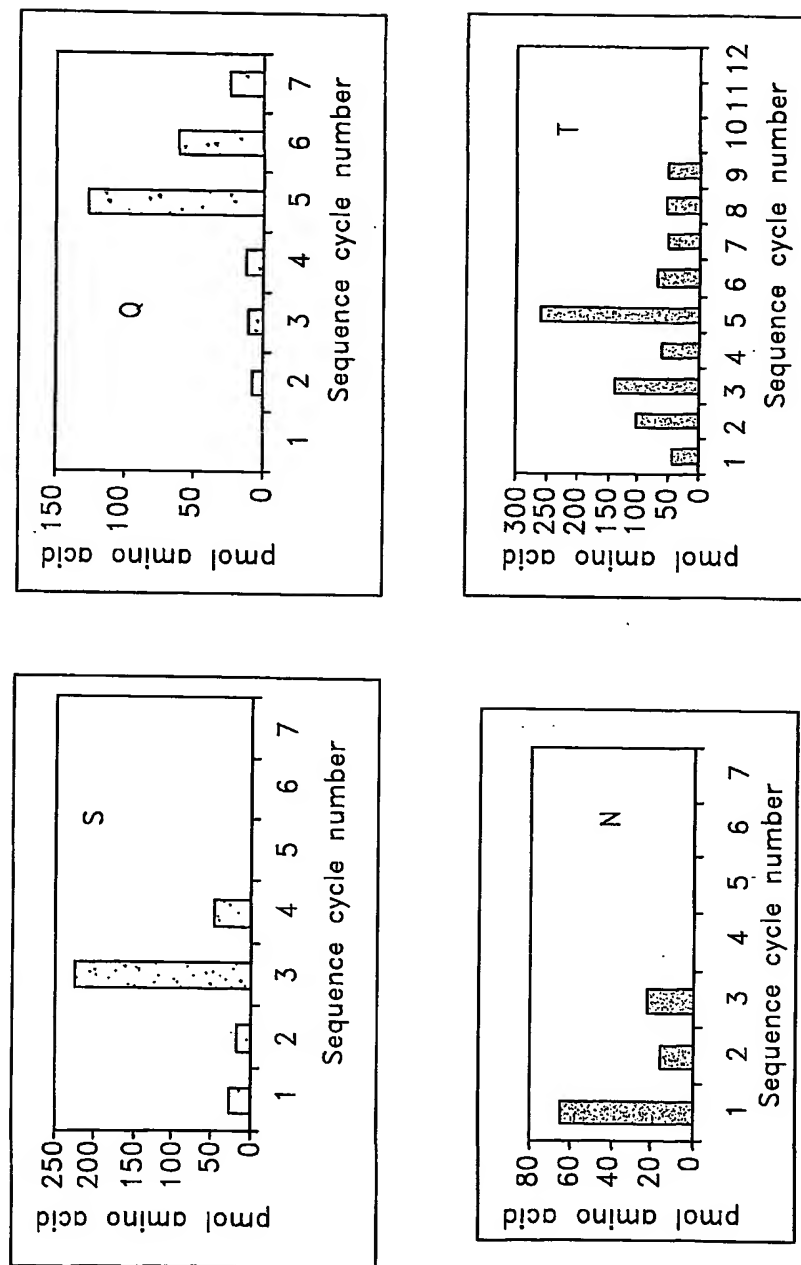 pmol amino acid
250
200
150
100
50
0
S
1 2 3 4 5 6 7
Sequence cycle number
pmol amino acid
150
100
50
0
Q
1 2 3 4 5 6 7
Sequence cycle number
pmol amino acid
80
60
40
20
0
N
1 2 3 4 5 6 7
Sequence cycle number
pmol amino acid
300
250
200
150
100
50
0
T
1 2 3 4 5 6 7 8 9 10 11 12
Sequence cycle number